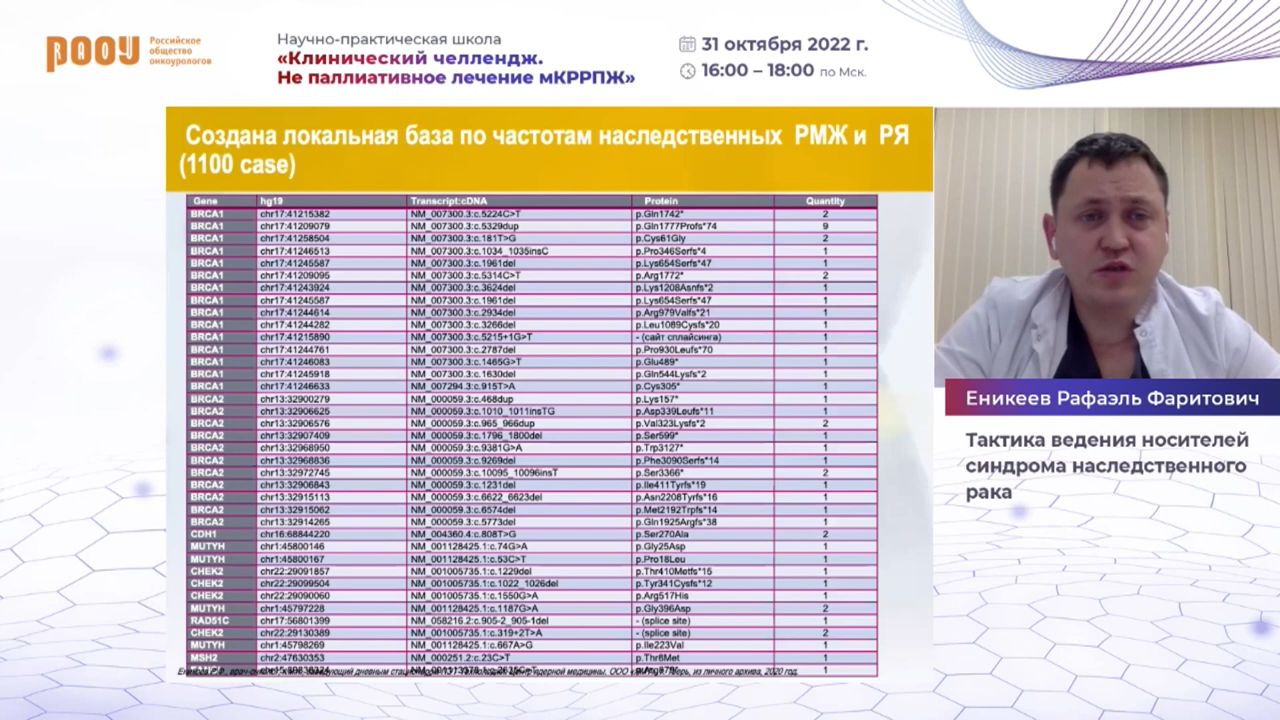 РАОУ
Российское
общество
онкоурологов
Научно-практическая школа
«Клинический челлендж.
Не паллиативное лечение мКРРПЖ»
31 октября 2022 г.
16:00 – 18:00 по Мск.
Создана локальная база по частотам наследственных РМЖ и РЯ
(1100 case)
Gene hg19 Transcript:cDNA Protein Quantity
BRCA1 chr17:41215382 NM_007300.3:c.5224C>T p.Gln1742* 2
BRCA1 chr17:41209079 NM_007300.3:c.5329dup p.Gln1777Profs*74 9
BRCA1 chr17:41258504 NM_007300.3:c.181T>G p.Cys61Gly 2
BRCA1 chr17:41246513 NM_007300.3:c.1034_1035insC p.Pro346Serfs*4 1
BRCA1 chr17:41245587 NM_007300.3:c.1961del p.Lys654Serfs*47 1
BRCA1 chr17:41209095 NM_007300.3:c.5314C>T p.Arg1772* 2
BRCA1 chr17:41243924 NM_007300.3:c.3624del p.Lys1208Asnfs*2 1
BRCA1 chr17:41245587 NM_007300.3:c.1961del p.Lys654Serfs*47 1
BRCA1 chr17:41244614 NM_007300.3:c.2934del p.Arg979Valfs*21 1
BRCA1 chr17:41244282 NM_007300.3:c.3266del p.Leu1089Cysfs*20 1
BRCA1 chr17:41215890 NM_007300.3:c.5215+1G>T - (сайт сплайсинга) 1
BRCA1 chr17:41244761 NM_007300.3:c.2787del p.Pro930Leufs*70 1
BRCA1 chr17:41246083 NM_007300.3:c.1465G>T p.Glu489* 1
BRCA1 chr17:41245918 NM_007300.3:c.1630del p.Gln544Lysfs*2 1
BRCA1 chr17:41246633 NM_007294.3:c.915T>A p.Cys305* 1
BRCA2 chr13:32900279 NM_000059.3:c.468dup p.Lys157* 1
BRCA2 chr13:32906625 NM_000059.3:c.1010_1011insTG p.Asp339Leufs*11 1
BRCA2 chr13:32906576 NM_000059.3:c.965_966dup p.Val323Lysfs*2 2
BRCA2 chr13:32907409 NM_000059.3:c.1796_1800del p.Ser599* 1
BRCA2 chr13:32968950 NM_000059.3:c.9381G>A p.Trp3127* 1
BRCA2 chr13:32968836 NM_000059.3:c.9269del p.Phe3090Serfs*14 1
BRCA2 chr13:32972745 NM_000059.3:c.10095_10096insT p.Ser3366* 2
BRCA2 chr13:32906843 NM_000059.3:c.1231del p.Ile411Tyrfs*19 1
BRCA2 chr13:32915113 NM_000059.3:c.6622_6623del p.Asn2208Tyrfs*16 1
BRCA2 chr13:32915062 NM_000059.3:c.6574del p.Met2192Trpfs*14 1
BRCA2 chr13:32914265 NM_000059.3:c.5773del p.Gln1925Argfs*38 1
CDH1 chr16:68844220 NM_004360.4:c.808T>G p.Ser270Ala 2
MUTYH chr1:45800146 NM_001128425.1:c.74G>A p.Gly25Asp 1
MUTYH chr1:45800167 NM_001128425.1:c.53C>T p.Pro18Leu 1
CHEK2 chr22:29091857 NM_001005735.1:c.1229del p.Thr410Metfs*15 1
CHEK2 chr22:29099504 NM_001005735.1:c.1022_1026del p.Tyr341Cysfs*12 1
CHEK2 chr22:29090060 NM_001005735.1:c.1550G>A p.Arg517His 1
MUTYH chr1:45797228 NM_001128425.1:c.1187G>A p.Gly396Asp 2
RAD51C chr17:56801399 NM_058216.2:c.905-2_905-1del - (splice site) 1
CHEK2 chr22:29130389 NM_001005735.1:c.319+2T>A - (splice site) 2
MUTYH chr1:45798269 NM_001128425.1:c.667A>G p.Ile223Val 1
MSH2 chr2:47630353 NM_000251.2:c.23C>T p.Thr8Met 1
1
из личного архива, 2020 год.
Еникеев Рафаэль Фаритович
Тактика ведения носителей
синдрома наследственного
рака